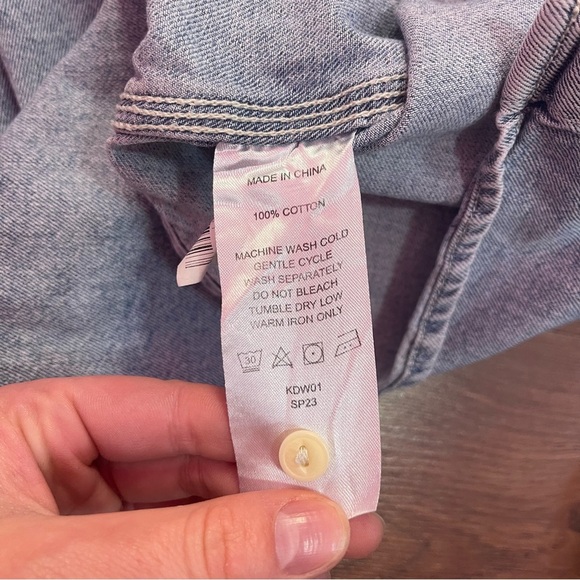 MADE IN CHINA
100% COTTON
MACHINE WASH COLD
GENTLE CYCLE
WASH SEPARATELY
DO NOT BLEACH
TUMBLE DRY LOW
WARM IRON ONLY
30
KDW01
SP23